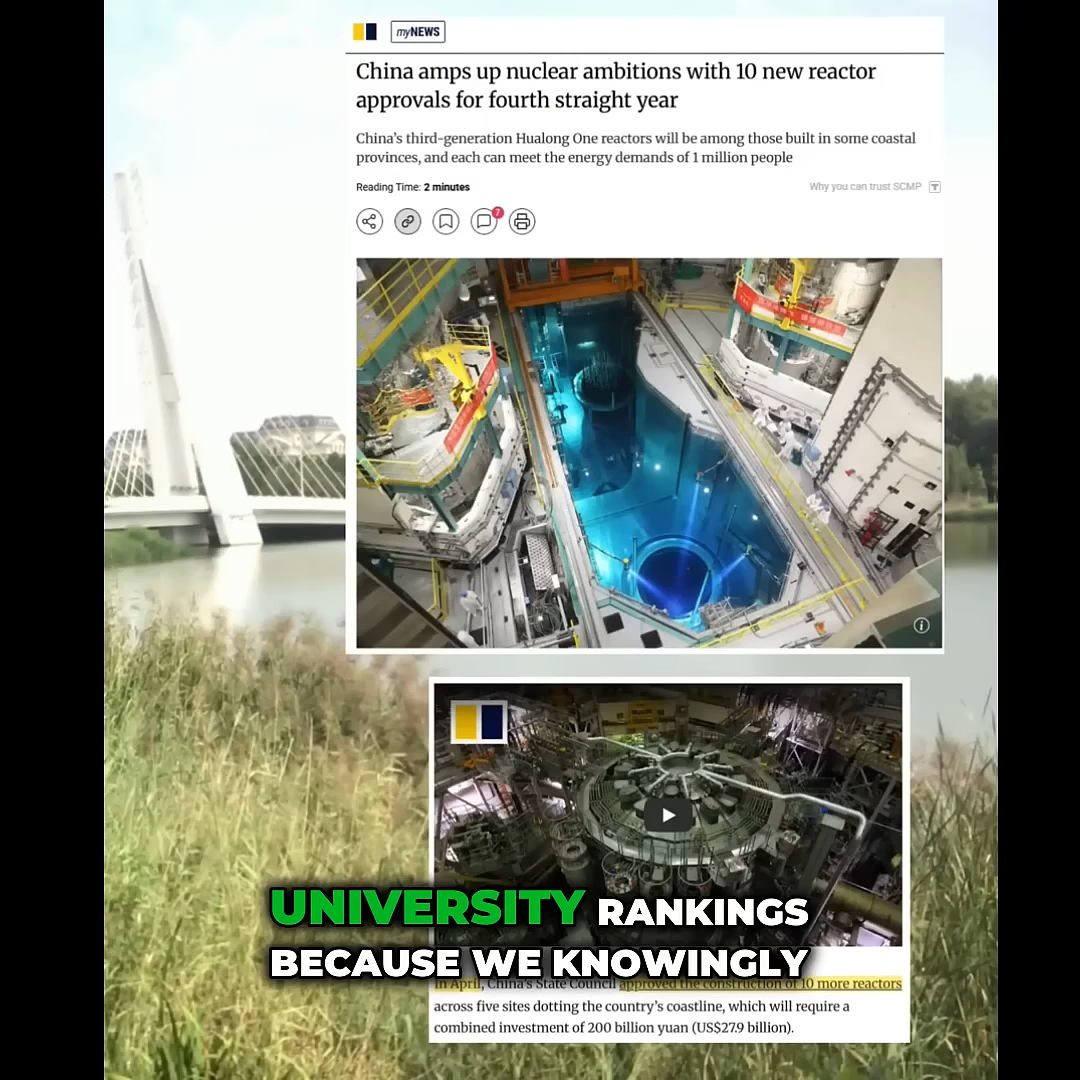 myNEWS
China amps up nuclear ambitions with 10 new reactor
approvals for fourth straight year
China's third-generation Hualong One reactors will be among those built in some coastal
provinces, and each can meet the energy demands of 1 million people
Reading Time: 2 minutes
Why you can trust SCMP
7
UNIVERSITY RANKINGS
BECAUSE WE KNOWINGLY
In April, China's State Council approved the construction of 10 more reactors
across five sites dotting the country's coastline, which will require a
combined investment of 200 billion yuan (US$27.9 billion).